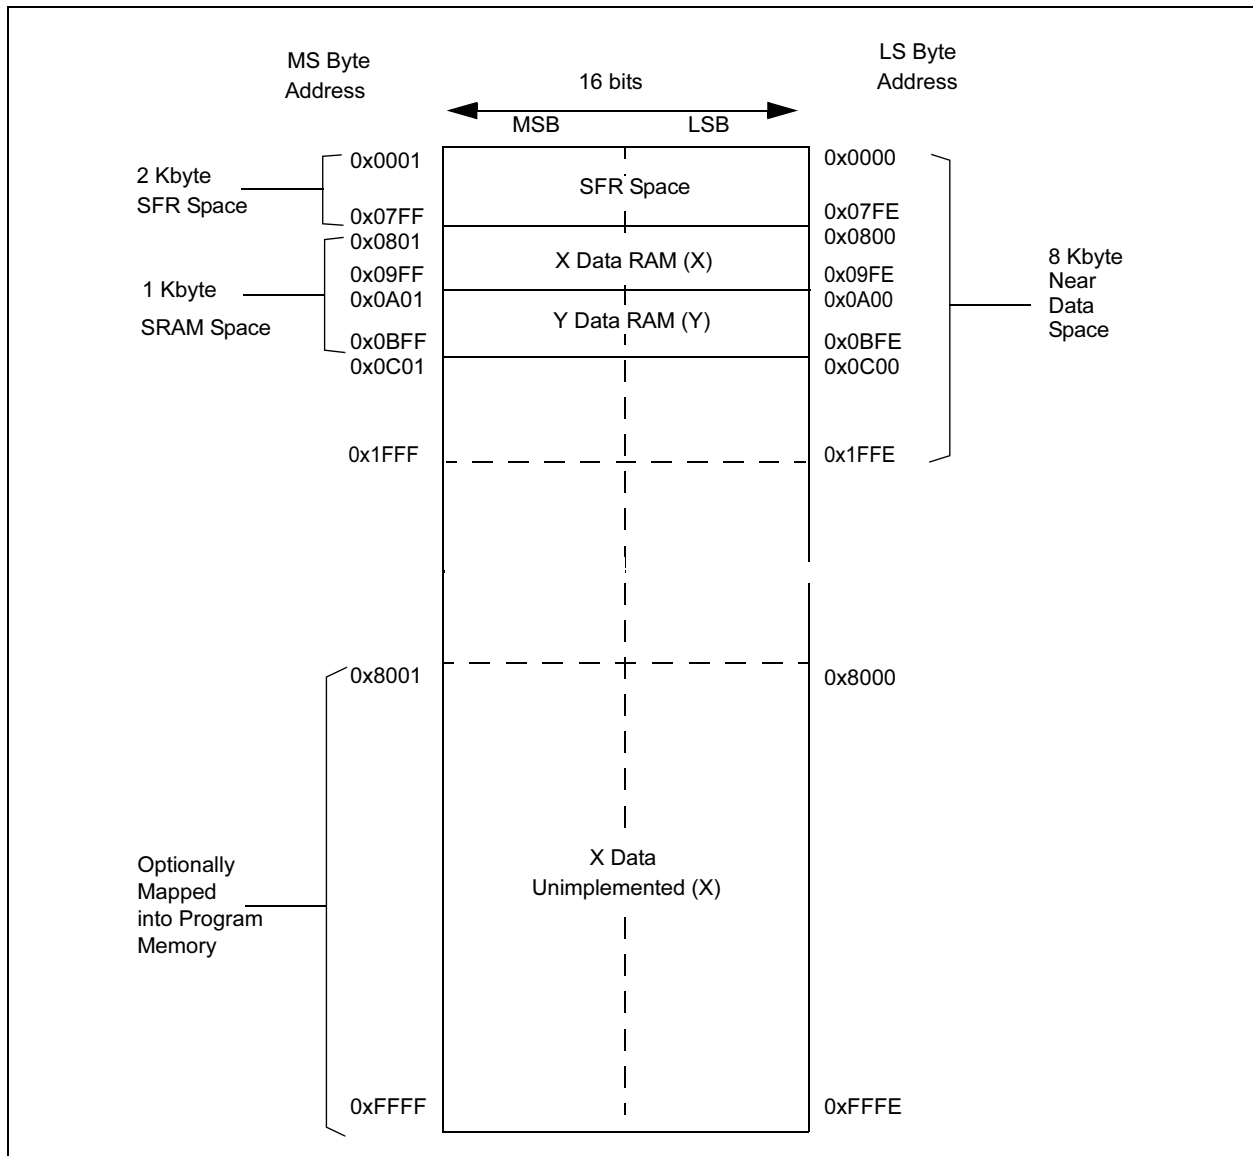 MS Byte
Address
16 bits
LS Byte
Address
MSB
LSB
0x0001
0x0000
2 Kbyte
SFR Space
SFR Space
0x07FF
0x07FE
0x0801
0x0800
X Data RAM (X)
0x09FF
0x09FE
1 Kbyte
SRAM Space
0x0A01
0x0A00
8 Kbyte
Near
Data
Space
Y Data RAM (Y)
0x0BFF
0x0BFE
0x0C01
0x0C00
0x1FFF
0x1FFE
0x8001
0x8000
Optionally
Mapped
into Program
Memory
X Data
Unimplemented (X)
0xFFFF
0xFFFE